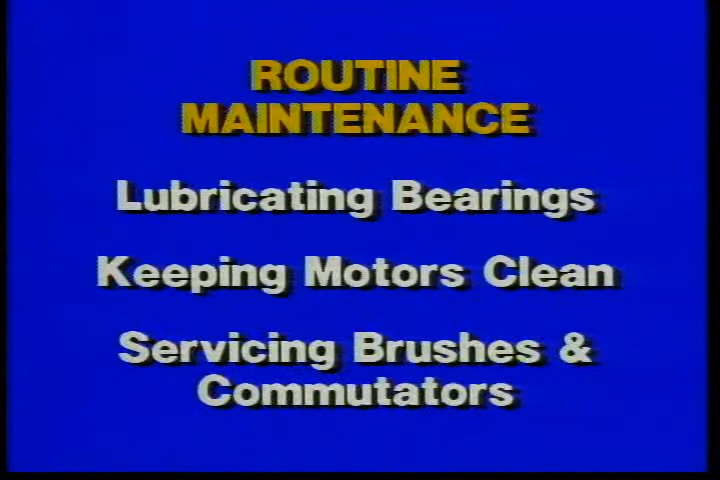 ROUTINE
MAINTENANCE
Lubricating Bearings
Keeping Motors Clean
Servicing Brushes &
Commutators